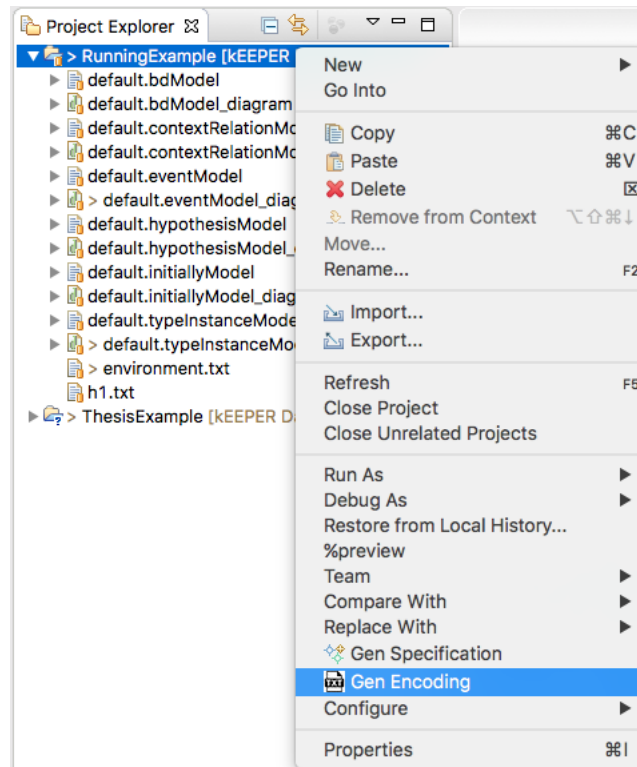 Project Explorer
> RunningExample [kEEPER
default.bdModel
default.bdModel_diagram
default.contextRelationMo
default.contextRelationMo
default.eventModel
> default.eventModel_diag
default.hypothesisModel
default.hypothesisModel_
default.initiallyModel
default.initiallyModel_diag
default.typeInstanceMode
> default.typeInstanceMo
> environment.txt
h1.txt
> ThesisExample [kEEPER D
New
Go Into
Copy ⌘C
Paste ⌘V
Delete ⌦
Remove from Context ⌥⇧⌘↓
Move...
Rename... F2
Import...
Export...
Refresh F5
Close Project
Close Unrelated Projects
Run As
Debug As
Restore from Local History...
%preview
Team
Compare With
Replace With
Gen Specification
TXT Gen Encoding
Configure
Properties ⌘I